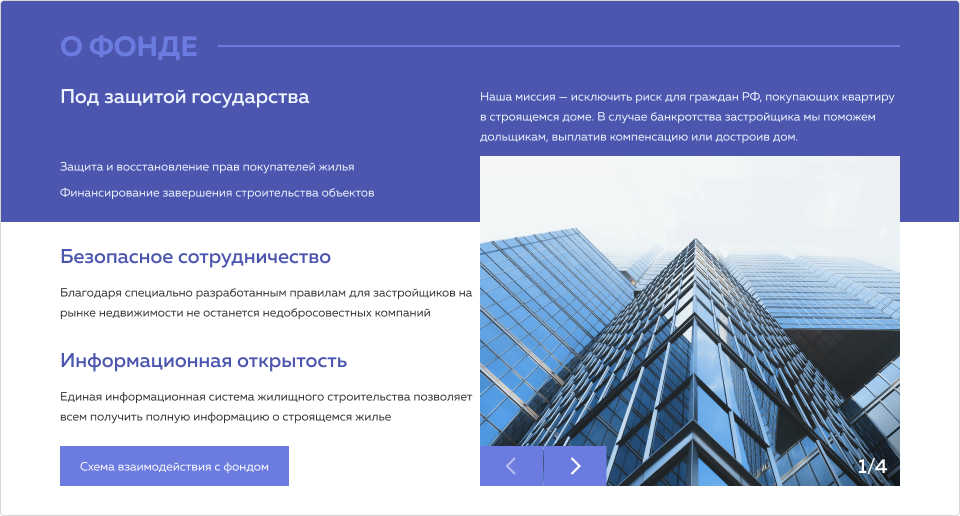 О ФОНДЕ
Под защитой государства
Наша миссия — исключить риск для граждан РФ, покупающих квартиру
в строящемся доме. В случае банкротства застройщика мы поможем
дольщикам, выплатив компенсацию или достроив дом.
Защита и восстановление прав покупателей жилья
Финансирование завершения строительства объектов
Безопасное сотрудничество
Благодаря специально разработанным правилам для застройщиков на
рынке недвижимости не останется недобросовестных компаний
Информационная открытость
Единая информационная система жилищного строительства позволяет
всем получить полную информацию о строящемся жилье
Схема взаимодействия с фондом
1/4